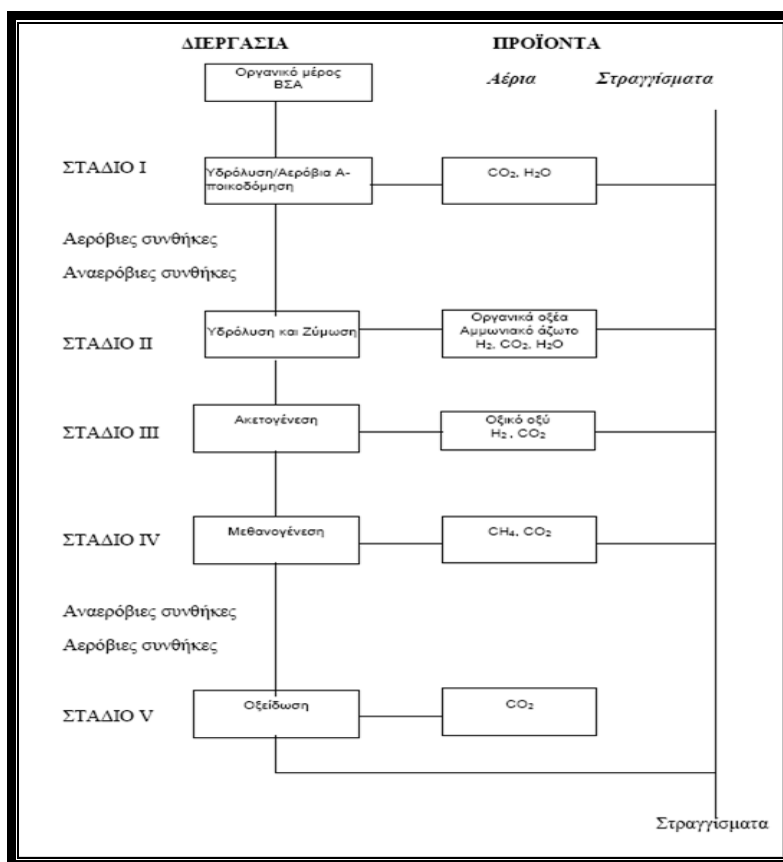 ΔΙΕΡΓΑΣΙΑ ΠΡΟΪΟΝΤΑ
Οργανικό μέρος
ΒΣΑ
Αέρια Στραγγίσματα
ΣΤΑΔΙΟ I
Υδρόλυση/Αερόβια Α-
ποικοδόμηση
CO₂, H₂O
Αερόβιες συνθήκες
Αναερόβιες συνθήκες
ΣΤΑΔΙΟ II
Υδρόλυση και Ζύμωση
Οργανικά οξέα
Αμμωνιακό άζωτο
H₂, CO₂, H₂O
ΣΤΑΔΙΟ III
Ακετογένεση
Οξικό οξύ
H₂ , CO₂
ΣΤΑΔΙΟ IV
Μεθανογένεση
CH₄, CO₂
Αναερόβιες συνθήκες
Αερόβιες συνθήκες
ΣΤΑΔΙΟ V
Οξείδωση
CO₂
Στραγγίσματα